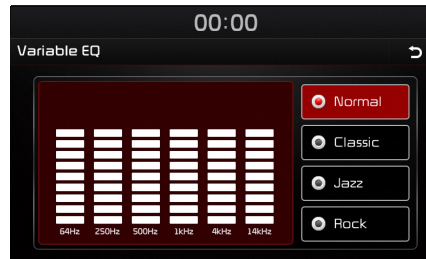 00:00
Variable EQ
Normal
Classic
Jazz
Rock
64Hz 250Hz 500Hz 1kHz 4kHz 14kHz